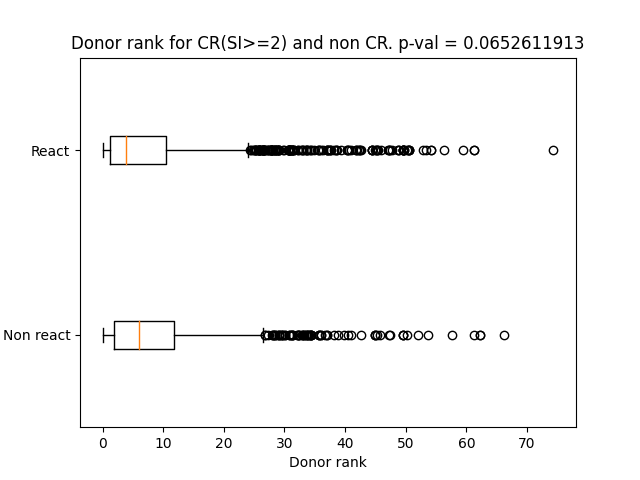 Donor rank for CR(SI>=2) and non CR. p-val = 0.0652611913
React
Non react
0 10 20 30 40 50 60 70
Donor rank